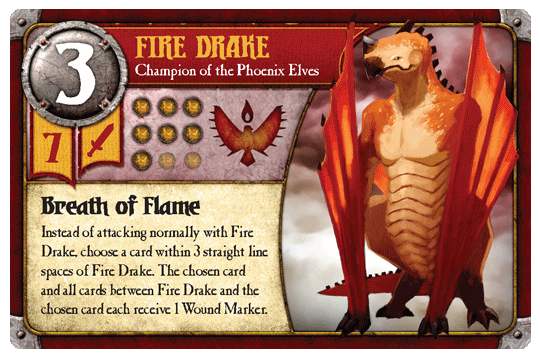 3
FIRE DRAKE
Champion of the Phoenix Elves
7
Breath of Flame
Instead of attacking normally with Fire
Drake, choose a card within 3 straight line
spaces of Fire Drake. The chosen card
and all cards between Fire Drake and the
chosen card each receive 1 Wound Marker.